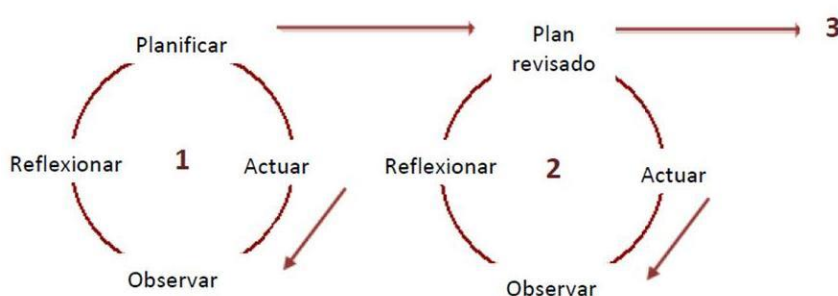 Planificar
Reflexionar
1
Actuar
Observar
Plan
revisado
Reflexionar
2
Actuar
Observar
3